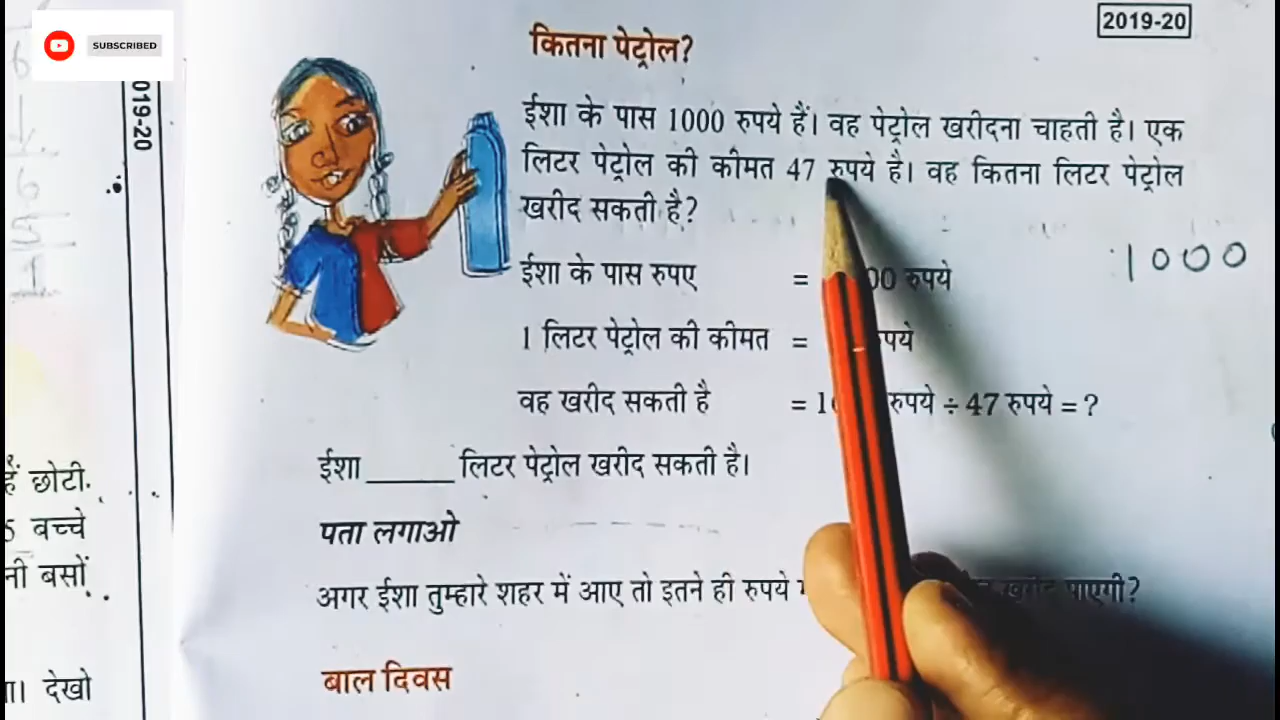 SUBSCRIBED
2019-20
019-20
कितना पेट्रोल?
ईशा के पास 1000 रुपये हैं। वह पेट्रोल खरीदना चाहती है। एक
लिटर पेट्रोल की कीमत 47 रुपये है। वह कितना लिटर पेट्रोल
खरीद सकती है?
1000
ईशा के पास रुपए = 00 रुपये
1 लिटर पेट्रोल की कीमत = पये
वह खरीद सकती है = 1 रुपये ÷ 47 रुपये = ?
ईशा ______ लिटर पेट्रोल खरीद सकती है।
पता लगाओ
अगर ईशा तुम्हारे शहर में आए तो इतने ही रुपये खरीद पाएगी?
बाल दिवस
हैं छोटी.
5 बच्चे
नी बसों
ा। देखो